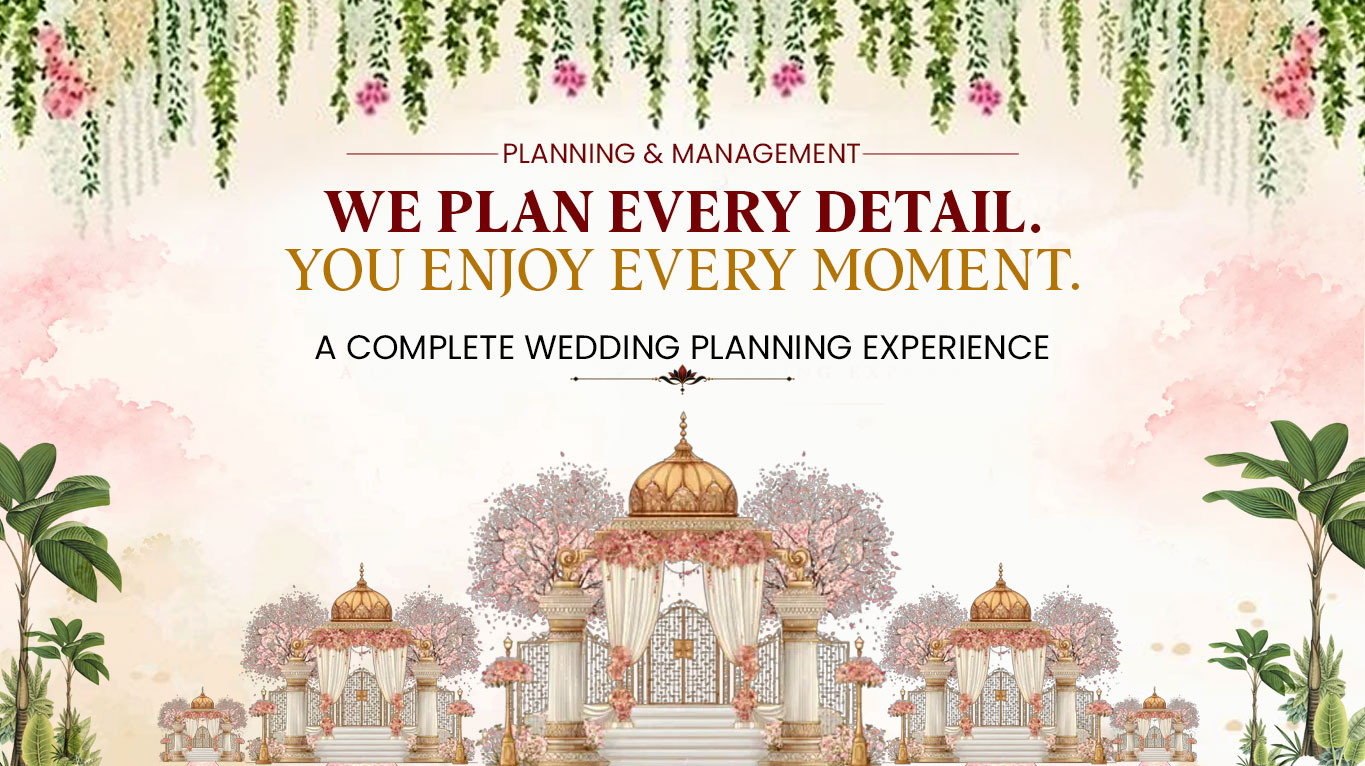 PLANNING & MANAGEMENT
WE PLAN EVERY DETAIL.
YOU ENJOY EVERY MOMENT.
A COMPLETE WEDDING PLANNING EXPERIENCE